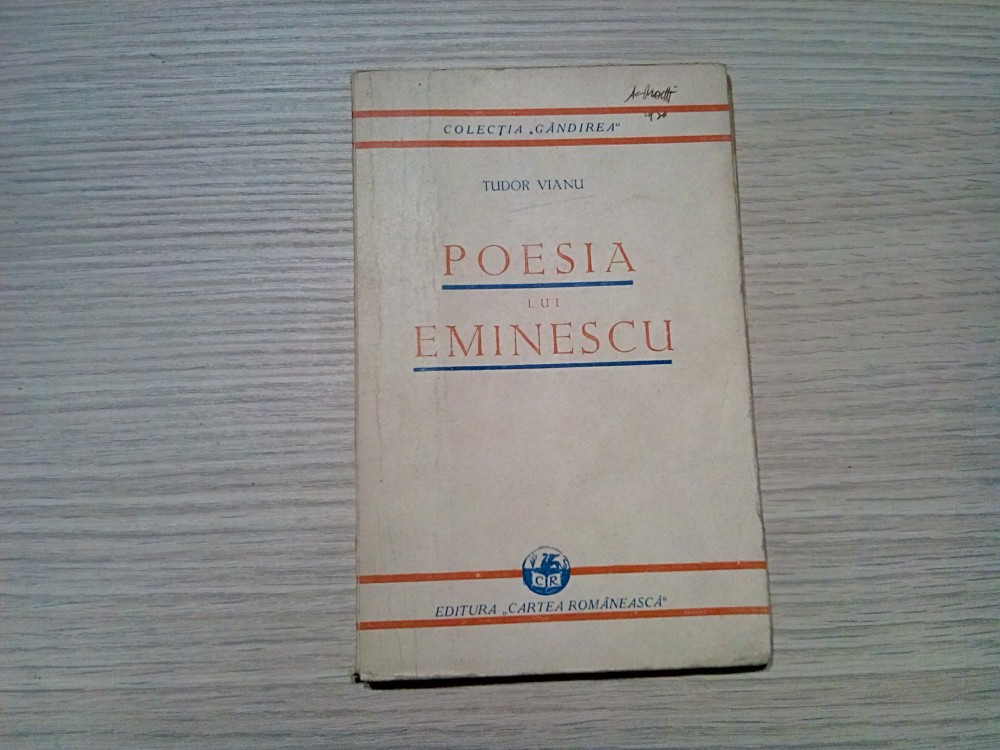 COLECȚIA „GÂNDIREA“
TUDOR VIANU
POESIA
LUI
EMINESCU
CR
EDITURA „CARTEA ROMÂNEASCĂ“